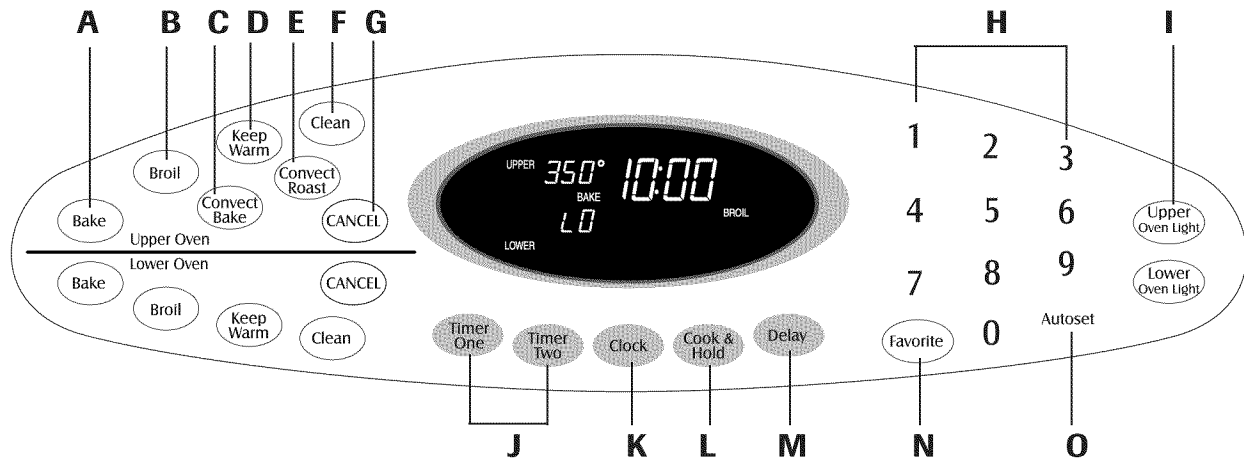 A B C D E F G H I
Clean
Keep
Warm
Broil
Convect
Roast
Convect
Bake
Bake
CANCEL
Upper Oven
Lower Oven
Bake
CANCEL
Broil
Keep
Warm
Clean
UPPER 350° 10:00
BAKE
LO BROIL
LOWER
Timer
One
Timer
Two
Clock
Cook &
Hold
Delay
1 2 3
4 5 6
7 8 9
Favorite 0 Autoset
Upper
Oven Light
Lower
Oven Light
J K L M N O